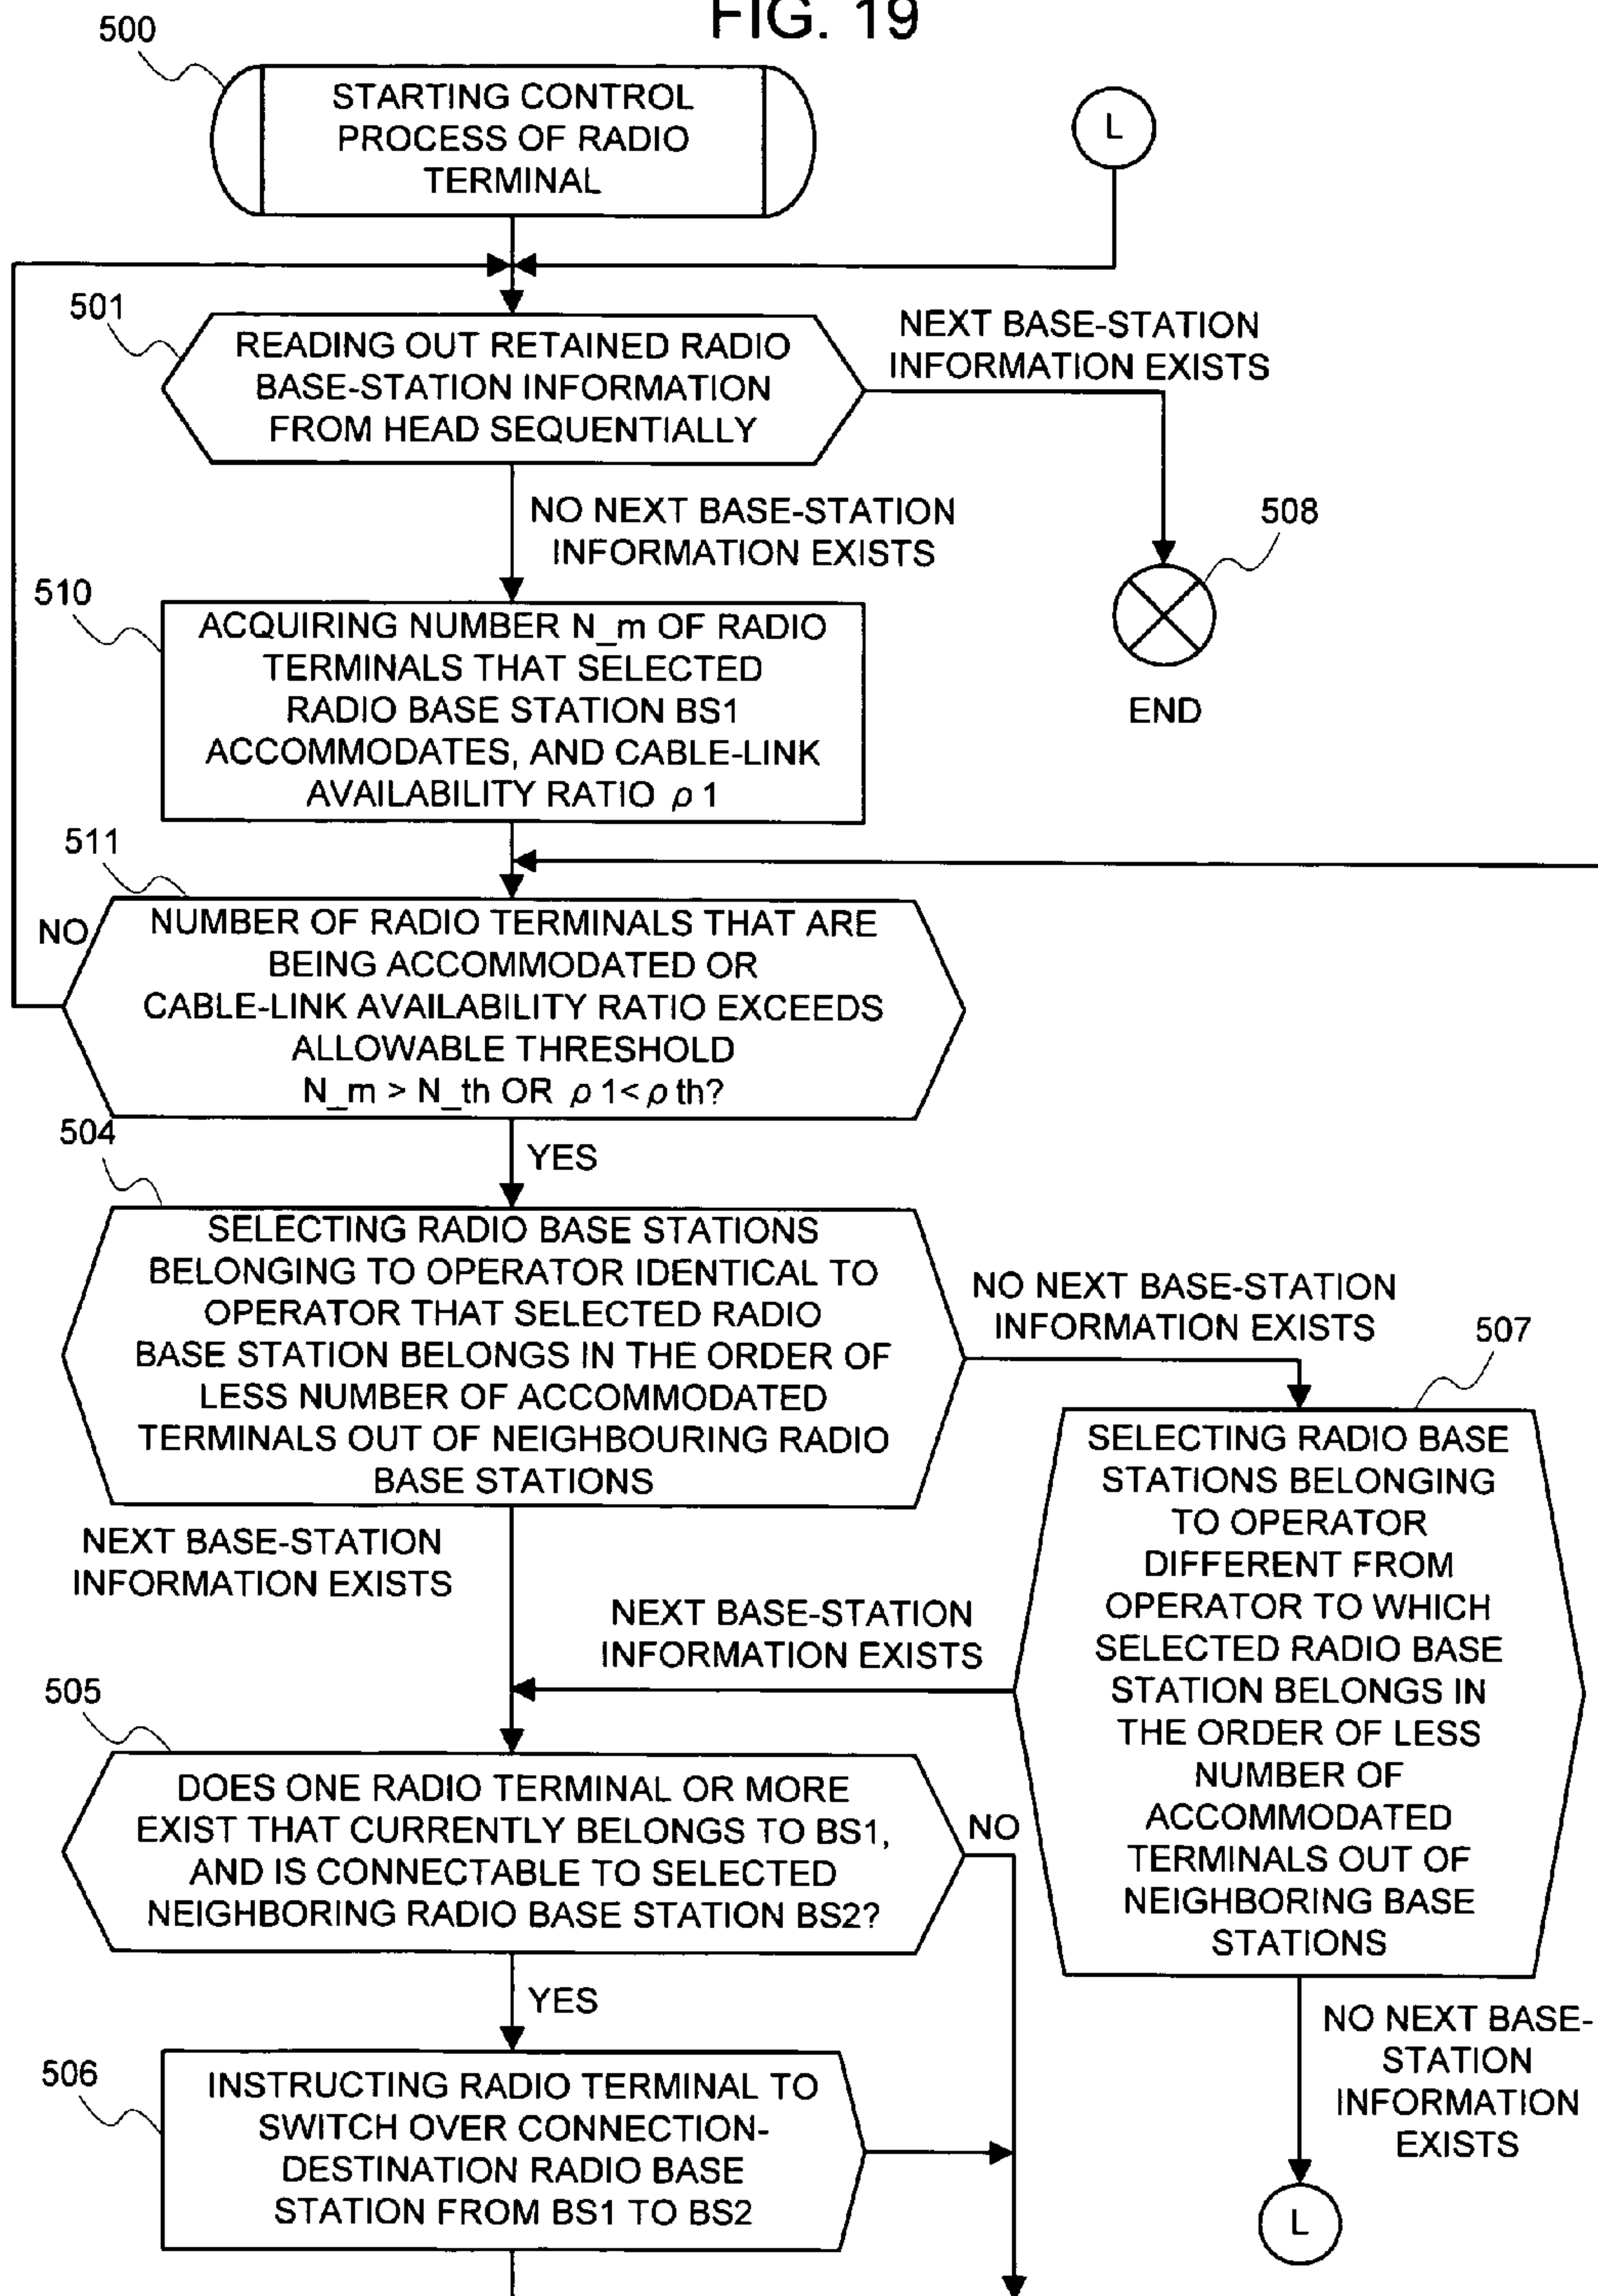 FIG. 19
500
STARTING CONTROL
PROCESS OF RADIO
TERMINAL
L
501
READING OUT RETAINED RADIO
BASE-STATION INFORMATION
FROM HEAD SEQUENTIALLY
NEXT BASE-STATION
INFORMATION EXISTS
NO NEXT BASE-STATION
INFORMATION EXISTS
508
END
510
ACQUIRING NUMBER N_m OF RADIO
TERMINALS THAT SELECTED
RADIO BASE STATION BS1
ACCOMMODATES, AND CABLE-LINK
AVAILABILITY RATIO ρ 1
511
NO
NUMBER OF RADIO TERMINALS THAT ARE
BEING ACCOMMODATED OR
CABLE-LINK AVAILABILITY RATIO EXCEEDS
ALLOWABLE THRESHOLD
N_m > N_th OR ρ 1< ρ th?
YES
504
SELECTING RADIO BASE STATIONS
BELONGING TO OPERATOR IDENTICAL TO
OPERATOR THAT SELECTED RADIO
BASE STATION BELONGS IN THE ORDER OF
LESS NUMBER OF ACCOMMODATED
TERMINALS OUT OF NEIGHBOURING RADIO
BASE STATIONS
NO NEXT BASE-STATION
INFORMATION EXISTS
507
SELECTING RADIO BASE
STATIONS BELONGING
TO OPERATOR
DIFFERENT FROM
OPERATOR TO WHICH
SELECTED RADIO BASE
STATION BELONGS IN
THE ORDER OF LESS
NUMBER OF
ACCOMMODATED
TERMINALS OUT OF
NEIGHBORING BASE
STATIONS
NEXT BASE-STATION
INFORMATION EXISTS
NEXT BASE-STATION
INFORMATION EXISTS
505
DOES ONE RADIO TERMINAL OR MORE
EXIST THAT CURRENTLY BELONGS TO BS1,
AND IS CONNECTABLE TO SELECTED
NEIGHBORING RADIO BASE STATION BS2?
NO
YES
506
INSTRUCTING RADIO TERMINAL TO
SWITCH OVER CONNECTION-
DESTINATION RADIO BASE
STATION FROM BS1 TO BS2
NO NEXT BASE-
STATION
INFORMATION
EXISTS
L